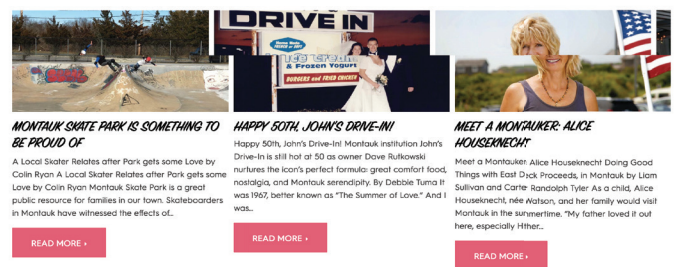 DRIVE IN
Ice Cream
& Frozen Yogurt
BURGERS and FRIED CHICKEN
MONTAUK SKATE PARK IS SOMETHING TO
BE PROUD OF
A Local Skater Relates after Park gets some Love by
Colin Ryan A Local Skater Relates after Park gets some
Love by Colin Ryan Montauk Skate Park is a great
public resource for families in our town. Skateboarders
in Montauk have witnessed the effects of...
READ MORE ›
HAPPY 50TH, JOHN'S DRIVE-IN!
Happy 50th, John's Drive-In! Montauk institution John's
Drive-In is still hot at 50 as owner Dave Rutkowski
nurtures the icon's perfect formula: great comfort food,
nostalgia, and Montauk serendipity. By Debbie Tuma It
was 1967, better known as "The Summer of Love." And I
was...
READ MORE ›
MEET A MONTAUKER: ALICE
HOUSEKNECHT
Meet a Montauker: Alice Houseknecht Doing Good
Things with East Deck Proceeds, in Montauk by Liam
Sullivan and Carter Randolph Tyler As a child, Alice
Houseknecht, née Watson, and her family would visit
Montauk in the summertime. "My father loved it out
here, especially Hther...
READ MORE ›